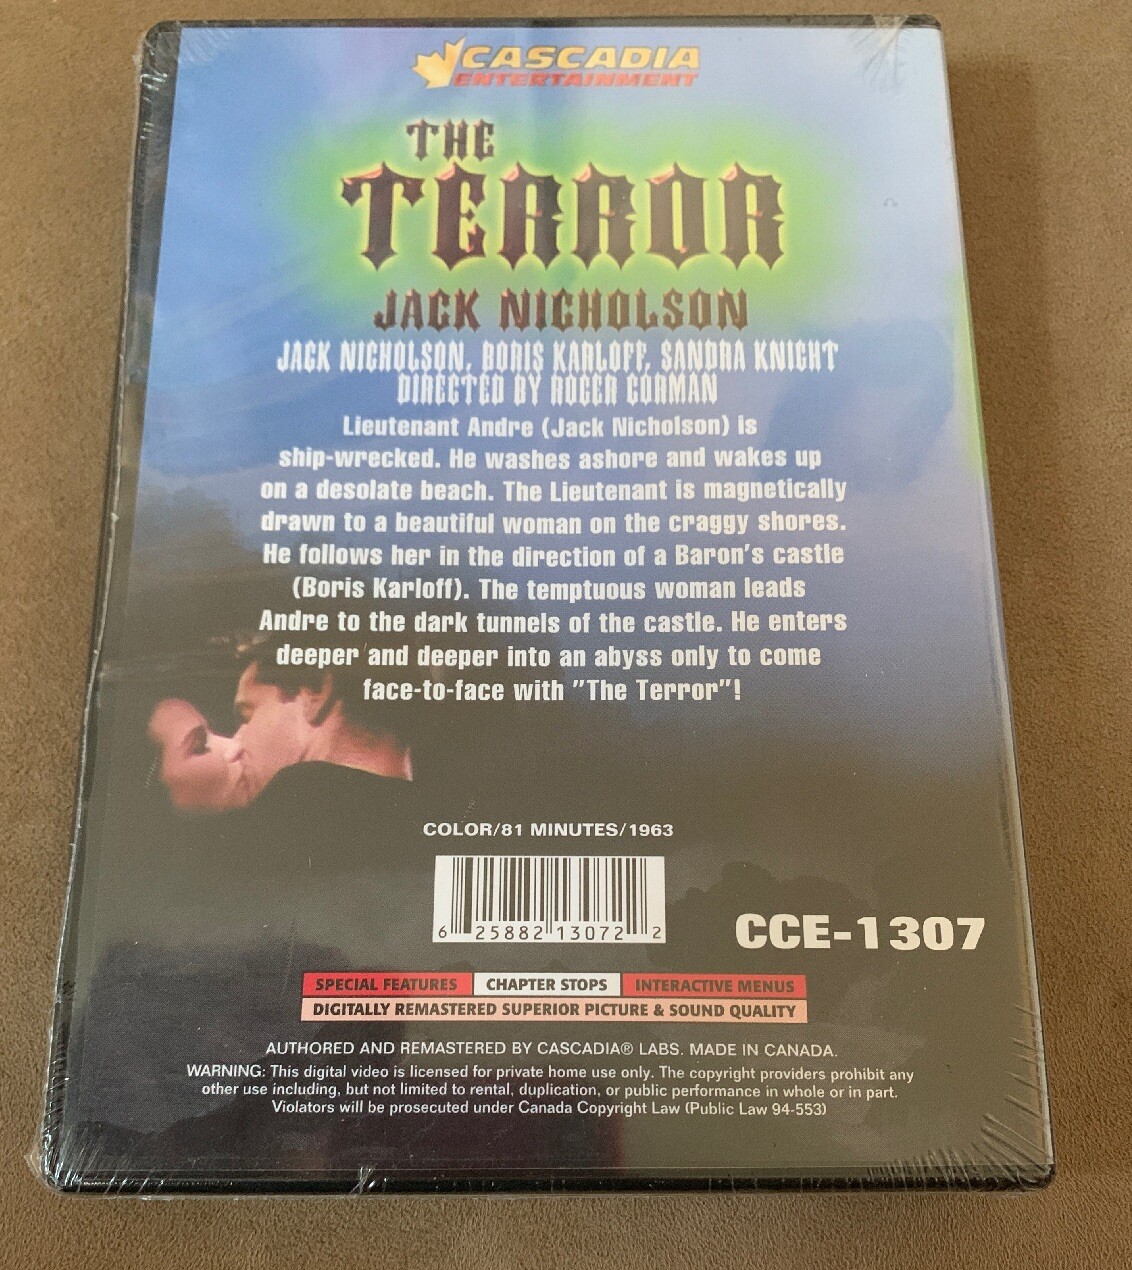 CASCADIA
ENTERTAINMENT
THE
TERROR
JACK NICHOLSON
JACK NICHOLSON, BORIS KARLOFF, SANDRA KNIGHT
DIRECTED BY ROGER CORMAN
Lieutenant Andre (Jack Nicholson) is
ship-wrecked. He washes ashore and wakes up
on a desolate beach. The Lieutenant is magnetically
drawn to a beautiful woman on the craggy shores.
He follows her in the direction of a Baron's castle
(Boris Karloff). The temptuous woman leads
Andre to the dark tunnels of the castle. He enters
deeper and deeper into an abyss only to come
face-to-face with "The Terror"!
COLOR/81 MINUTES/1963
6 25882 13072 2
CCE-1307
SPECIAL FEATURES CHAPTER STOPS INTERACTIVE MENUS
DIGITALLY REMASTERED SUPERIOR PICTURE & SOUND QUALITY
AUTHORED AND REMASTERED BY CASCADIA® LABS. MADE IN CANADA.
WARNING: This digital video is licensed for private home use only. The copyright providers prohibit any
other use including, but not limited to rental, duplication, or public performance in whole or in part.
Violators will be prosecuted under Canada Copyright Law (Public Law 94-553)